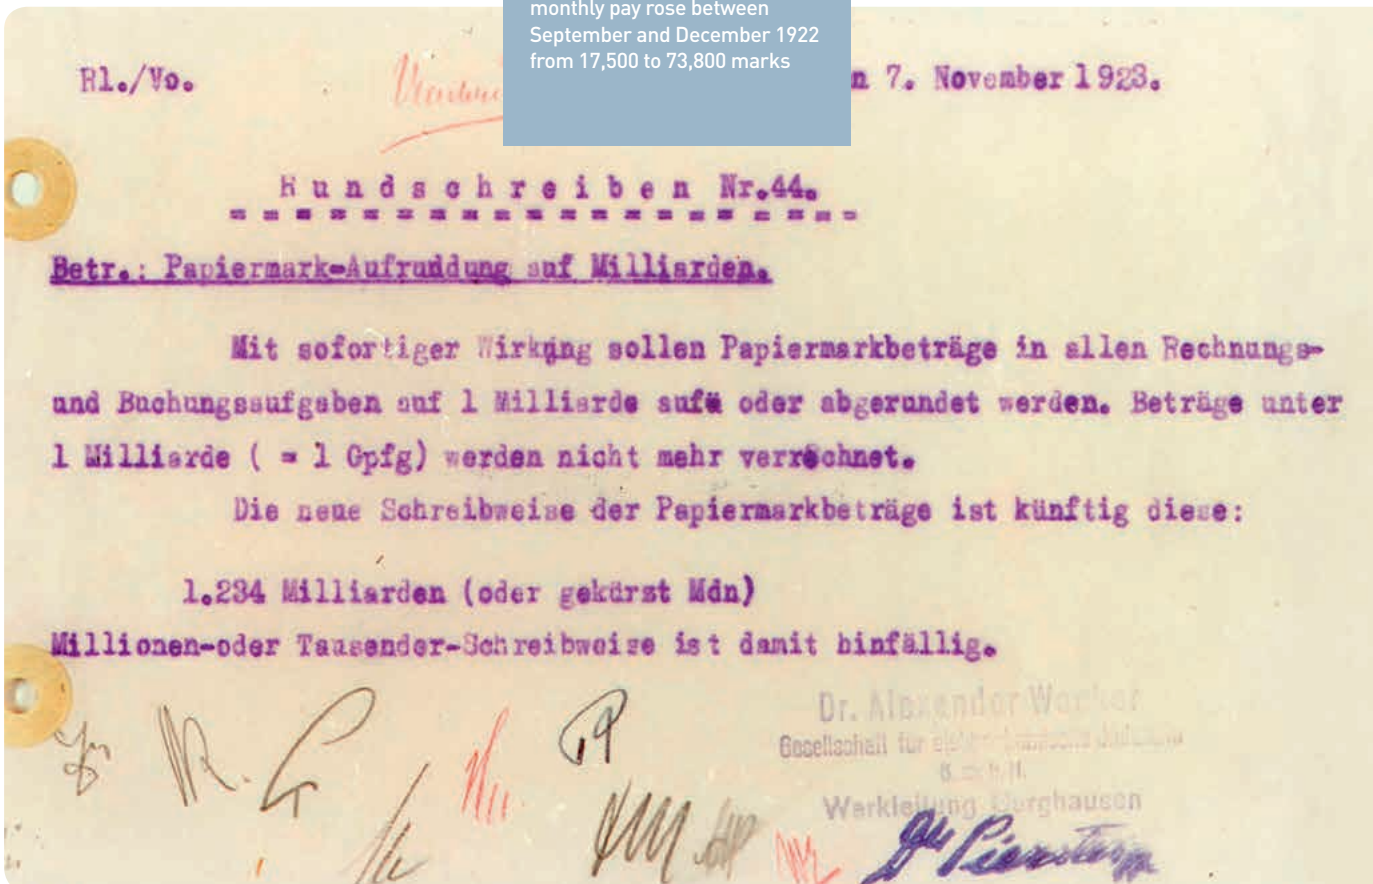 monthly pay rose between
September and December 1922
from 17,500 to 73,800 marks
Rl./Vo.
n 7. November 1923.
Rundschreiben Nr.44.
Betr.: Papiermark-Aufrundung auf Milliarden.
Mit sofortiger Wirkung sollen Papiermarkbeträge in allen Rechnungs-
und Buchungsaufgaben auf 1 Milliarde auf= oder abgerundet werden. Beträge unter
1 Milliarde ( = 1 Gpfg) werden nicht mehr verrechnet.
Die neue Schreibweise der Papiermarkbeträge ist künftig diese:
1.234 Milliarden (oder gekürzt Mdn)
Millionen-oder Tausender-Schreibweise ist damit hinfällig.
Dr. Alexander Wacker
Gesellschaft für elektrochemische Industrie
G.m.b.H.
Werkleitung Burghausen